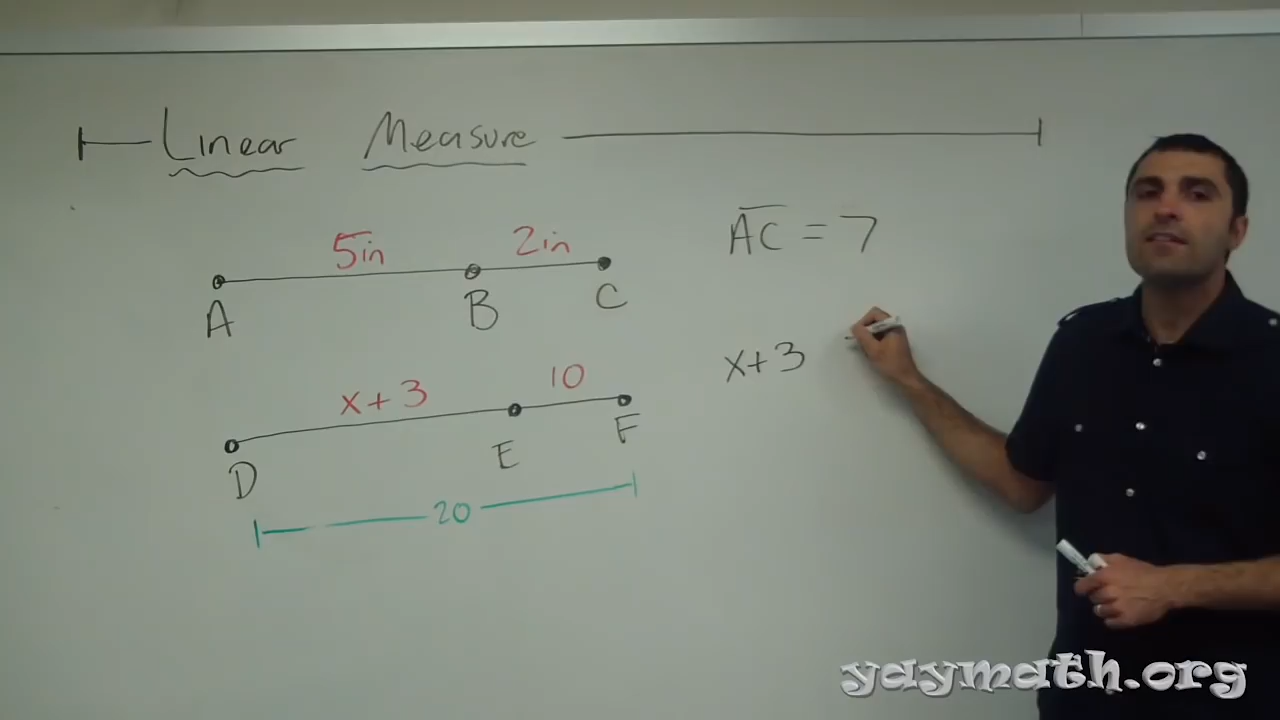 Linear Measure
5in 2in
A B C
AC = 7
x+3 10
D E F
20
x+3
yaymath.org